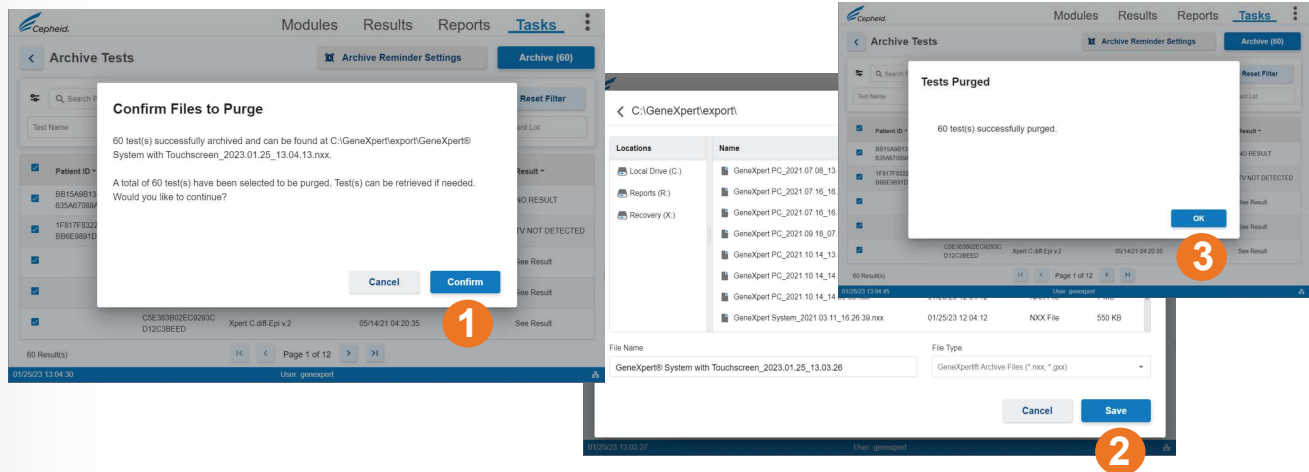 Cepheid.
Modules Results Reports Tasks
Archive Tests
Archive Reminder Settings
Archive (60)
Search
Reset Filter
Test Name
ent Lot
Confirm Files to Purge
60 test(s) successfully archived and can be found at C:\GeneXpert\export\GeneXpert®
System with Touchscreen_2023.01.25_13.04.13.nxx.
A total of 60 test(s) have been selected to be purged. Test(s) can be retrieved if needed.
Would you like to continue?
Cancel
Confirm
1
Patient ID
Result
BB15A9B13
635A67089A
NO RESULT
1F817F8322
BB6E9891D
TV NOT DETECTED
See Result
See Result
C5E383B02EC9293C
D12C3BEED
Xpert C.diff-Epi v.2
05/14/21 04:20:35
See Result
60 Result(s)
Page 1 of 12
01/25/23 13:04:30
User: genexpert
C:\GeneXpert\export\
Locations
Name
Local Drive (C:)
Reports (R:)
Recovery (X:)
GeneXpert PC_2021.07.08_13.
GeneXpert PC_2021.07.16_16.
GeneXpert PC_2021.07.16_16.
GeneXpert PC_2021.09.18_07
GeneXpert PC_2021.10.14_13.
GeneXpert PC_2021.10.14_14.
GeneXpert PC_2021.10.14_14.
GeneXpert System_2021.03.11_16.26.39.nxx
01/25/23 12:04:12
NXX File
550 KB
File Name
GeneXpert® System with Touchscreen_2023.01.25_13.03.26
File Type
GeneXpert® Archive Files (*.nxx, *.gxx)
Cancel
Save
2
01/25/23 13:03:27
User: genexpert
Cepheid.
Modules Results Reports Tasks
Archive Tests
Archive Reminder Settings
Archive (60)
Search
Reset Filter
Test Name
ent Lot
Tests Purged
60 test(s) successfully purged.
OK
3
Patient ID
Result
BB15A9B13
635A67089A
NO RESULT
1F817F8322
BB6E9891D
TV NOT DETECTED
See Result
See Result
C5E383B02EC9293C
D12C3BEED
Xpert C.diff-Epi v.2
05/14/21 04:20:35
See Result
60 Result(s)
Page 1 of 12
01/25/23 13:04:45
User: genexpert